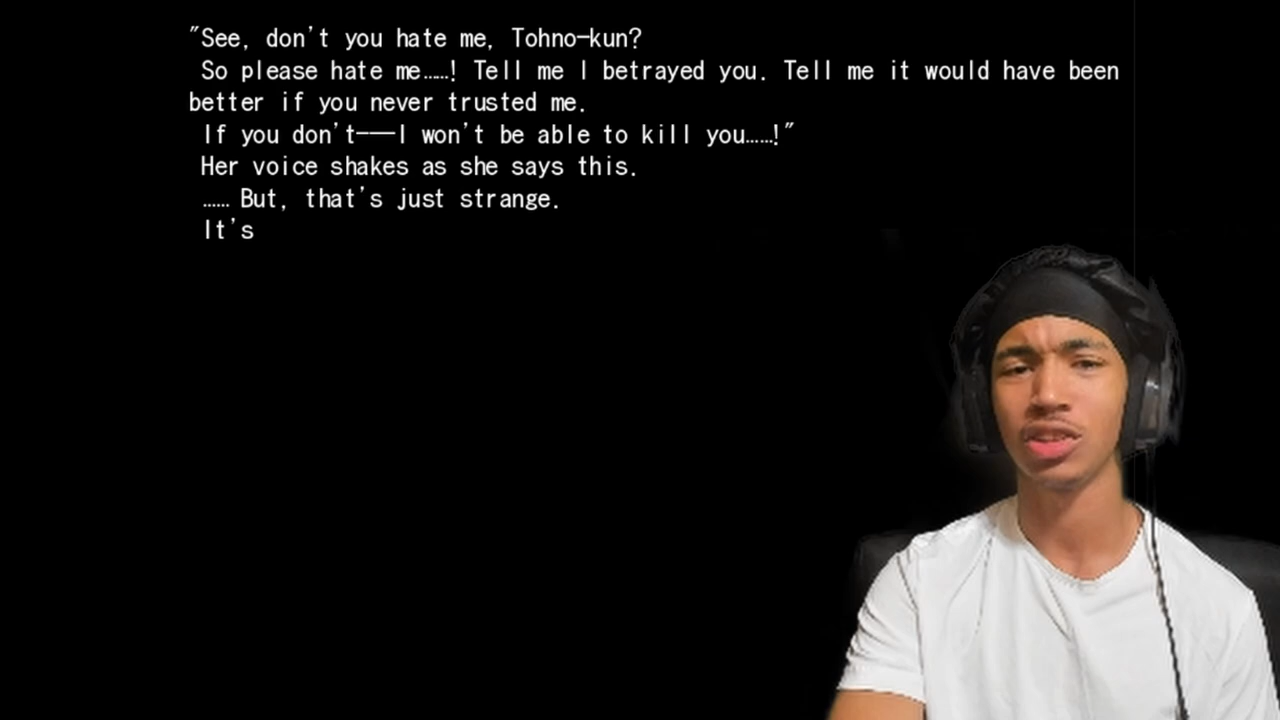 "See, don't you hate me, Tohno-kun?
So please hate me……! Tell me I betrayed you. Tell me it would have been
better if you never trusted me.
If you don't───I won't be able to kill you……!"
Her voice shakes as she says this.
…… But, that's just strange.
It's